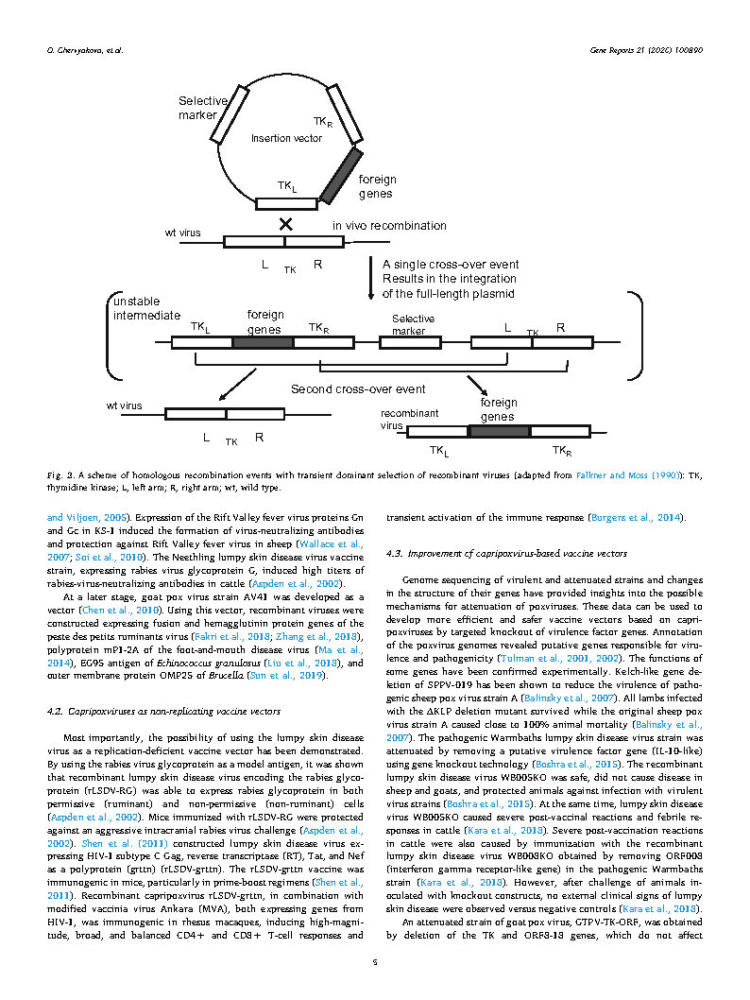 O. Chervyakova, et al.
Gene Reports 21 (2020) 100890
Selective
marker
TKR
Insertion vector
TKL
foreign
genes
wt virus
in vivo recombination
L TK R
A single cross-over event
Results in the integration
of the full-length plasmid
unstable
intermediate
TKL
foreign
genes
TKR
Selective
marker
L TK R
Second cross-over event
wt virus
L TK R
recombinant
virus
foreign
genes
TKL
TKR
Fig. 2. A scheme of homologous recombination events with transient dominant selection of recombinant viruses (adapted from Falkner and Moss (1990)): TK,
thymidine kinase; L, left arm; R, right arm; wt, wild type.
and Viljoen, 2005). Expression of the Rift Valley fever virus proteins Gn
and Gc in KS-1 induced the formation of virus-neutralizing antibodies
and protection against Rift Valley fever virus in sheep (Wallace et al.,
2007; Soi et al., 2010). The Neethling lumpy skin disease virus vaccine
strain, expressing rabies virus glycoprotein G, induced high titers of
rabies-virus-neutralizing antibodies in cattle (Aspden et al., 2002).
At a later stage, goat pox virus strain AV41 was developed as a
vector (Chen et al., 2010). Using this vector, recombinant viruses were
constructed expressing fusion and hemagglutinin protein genes of the
peste des petits ruminants virus (Fakri et al., 2018; Zhang et al., 2018),
polyprotein mP1-2A of the foot-and-mouth disease virus (Ma et al.,
2014), EG95 antigen of Echinococcus granulosus (Liu et al., 2018), and
outer membrane protein OMP25 of Brucella (Sun et al., 2019).
4.2. Capripoxviruses as non-replicating vaccine vectors
Most importantly, the possibility of using the lumpy skin disease
virus as a replication-deficient vaccine vector has been demonstrated.
By using the rabies virus glycoprotein as a model antigen, it was shown
that recombinant lumpy skin disease virus encoding the rabies glyco-
protein (rLSDV-RG) was able to express rabies glycoprotein in both
permissive (ruminant) and non-permissive (non-ruminant) cells
(Aspden et al., 2002). Mice immunized with rLSDV-RG were protected
against an aggressive intracranial rabies virus challenge (Aspden et al.,
2002). Shen et al. (2011) constructed lumpy skin disease virus ex-
pressing HIV-1 subtype C Gag, reverse transcriptase (RT), Tat, and Nef
as a polyprotein (grttn) (rLSDV-grttn). The rLSDV-grttn vaccine was
immunogenic in mice, particularly in prime-boost regimens (Shen et al.,
2011). Recombinant capripoxvirus rLSDV-grttn, in combination with
modified vaccinia virus Ankara (MVA), both expressing genes from
HIV-1, was immunogenic in rhesus macaques, inducing high-magni-
tude, broad, and balanced CD4+ and CD8+ T-cell responses and
transient activation of the immune response (Burgers et al., 2014).
4.3. Improvement of capripoxvirus-based vaccine vectors
Genome sequencing of virulent and attenuated strains and changes
in the structure of their genes have provided insights into the possible
mechanisms for attenuation of poxviruses. These data can be used to
develop more efficient and safer vaccine vectors based on capri-
poxviruses by targeted knockout of virulence factor genes. Annotation
of the poxvirus genomes revealed putative genes responsible for viru-
lence and pathogenicity (Tulman et al., 2001, 2002). The functions of
some genes have been confirmed experimentally. Kelch-like gene de-
letion of SPPV-019 has been shown to reduce the virulence of patho-
genic sheep pox virus strain A (Balinsky et al., 2007). All lambs infected
with the ΔKLP deletion mutant survived while the original sheep pox
virus strain A caused close to 100% animal mortality (Balinsky et al.,
2007). The pathogenic Warmbaths lumpy skin disease virus strain was
attenuated by removing a putative virulence factor gene (IL-10-like)
using gene knockout technology (Boshra et al., 2015). The recombinant
lumpy skin disease virus WB005KO was safe, did not cause disease in
sheep and goats, and protected animals against infection with virulent
virus strains (Boshra et al., 2015). At the same time, lumpy skin disease
virus WB005KO caused severe post-vaccinal reactions and febrile re-
sponses in cattle (Kara et al., 2018). Severe post-vaccination reactions
in cattle were also caused by immunization with the recombinant
lumpy skin disease virus WB008KO obtained by removing ORF008
(interferon gamma receptor-like gene) in the pathogenic Warmbaths
strain (Kara et al., 2018). However, after challenge of animals in-
oculated with knockout constructs, no external clinical signs of lumpy
skin disease were observed versus negative controls (Kara et al., 2018).
An attenuated strain of goat pox virus, GTPV-TK-ORF, was obtained
by deletion of the TK and ORF8-18 genes, which do not affect
5